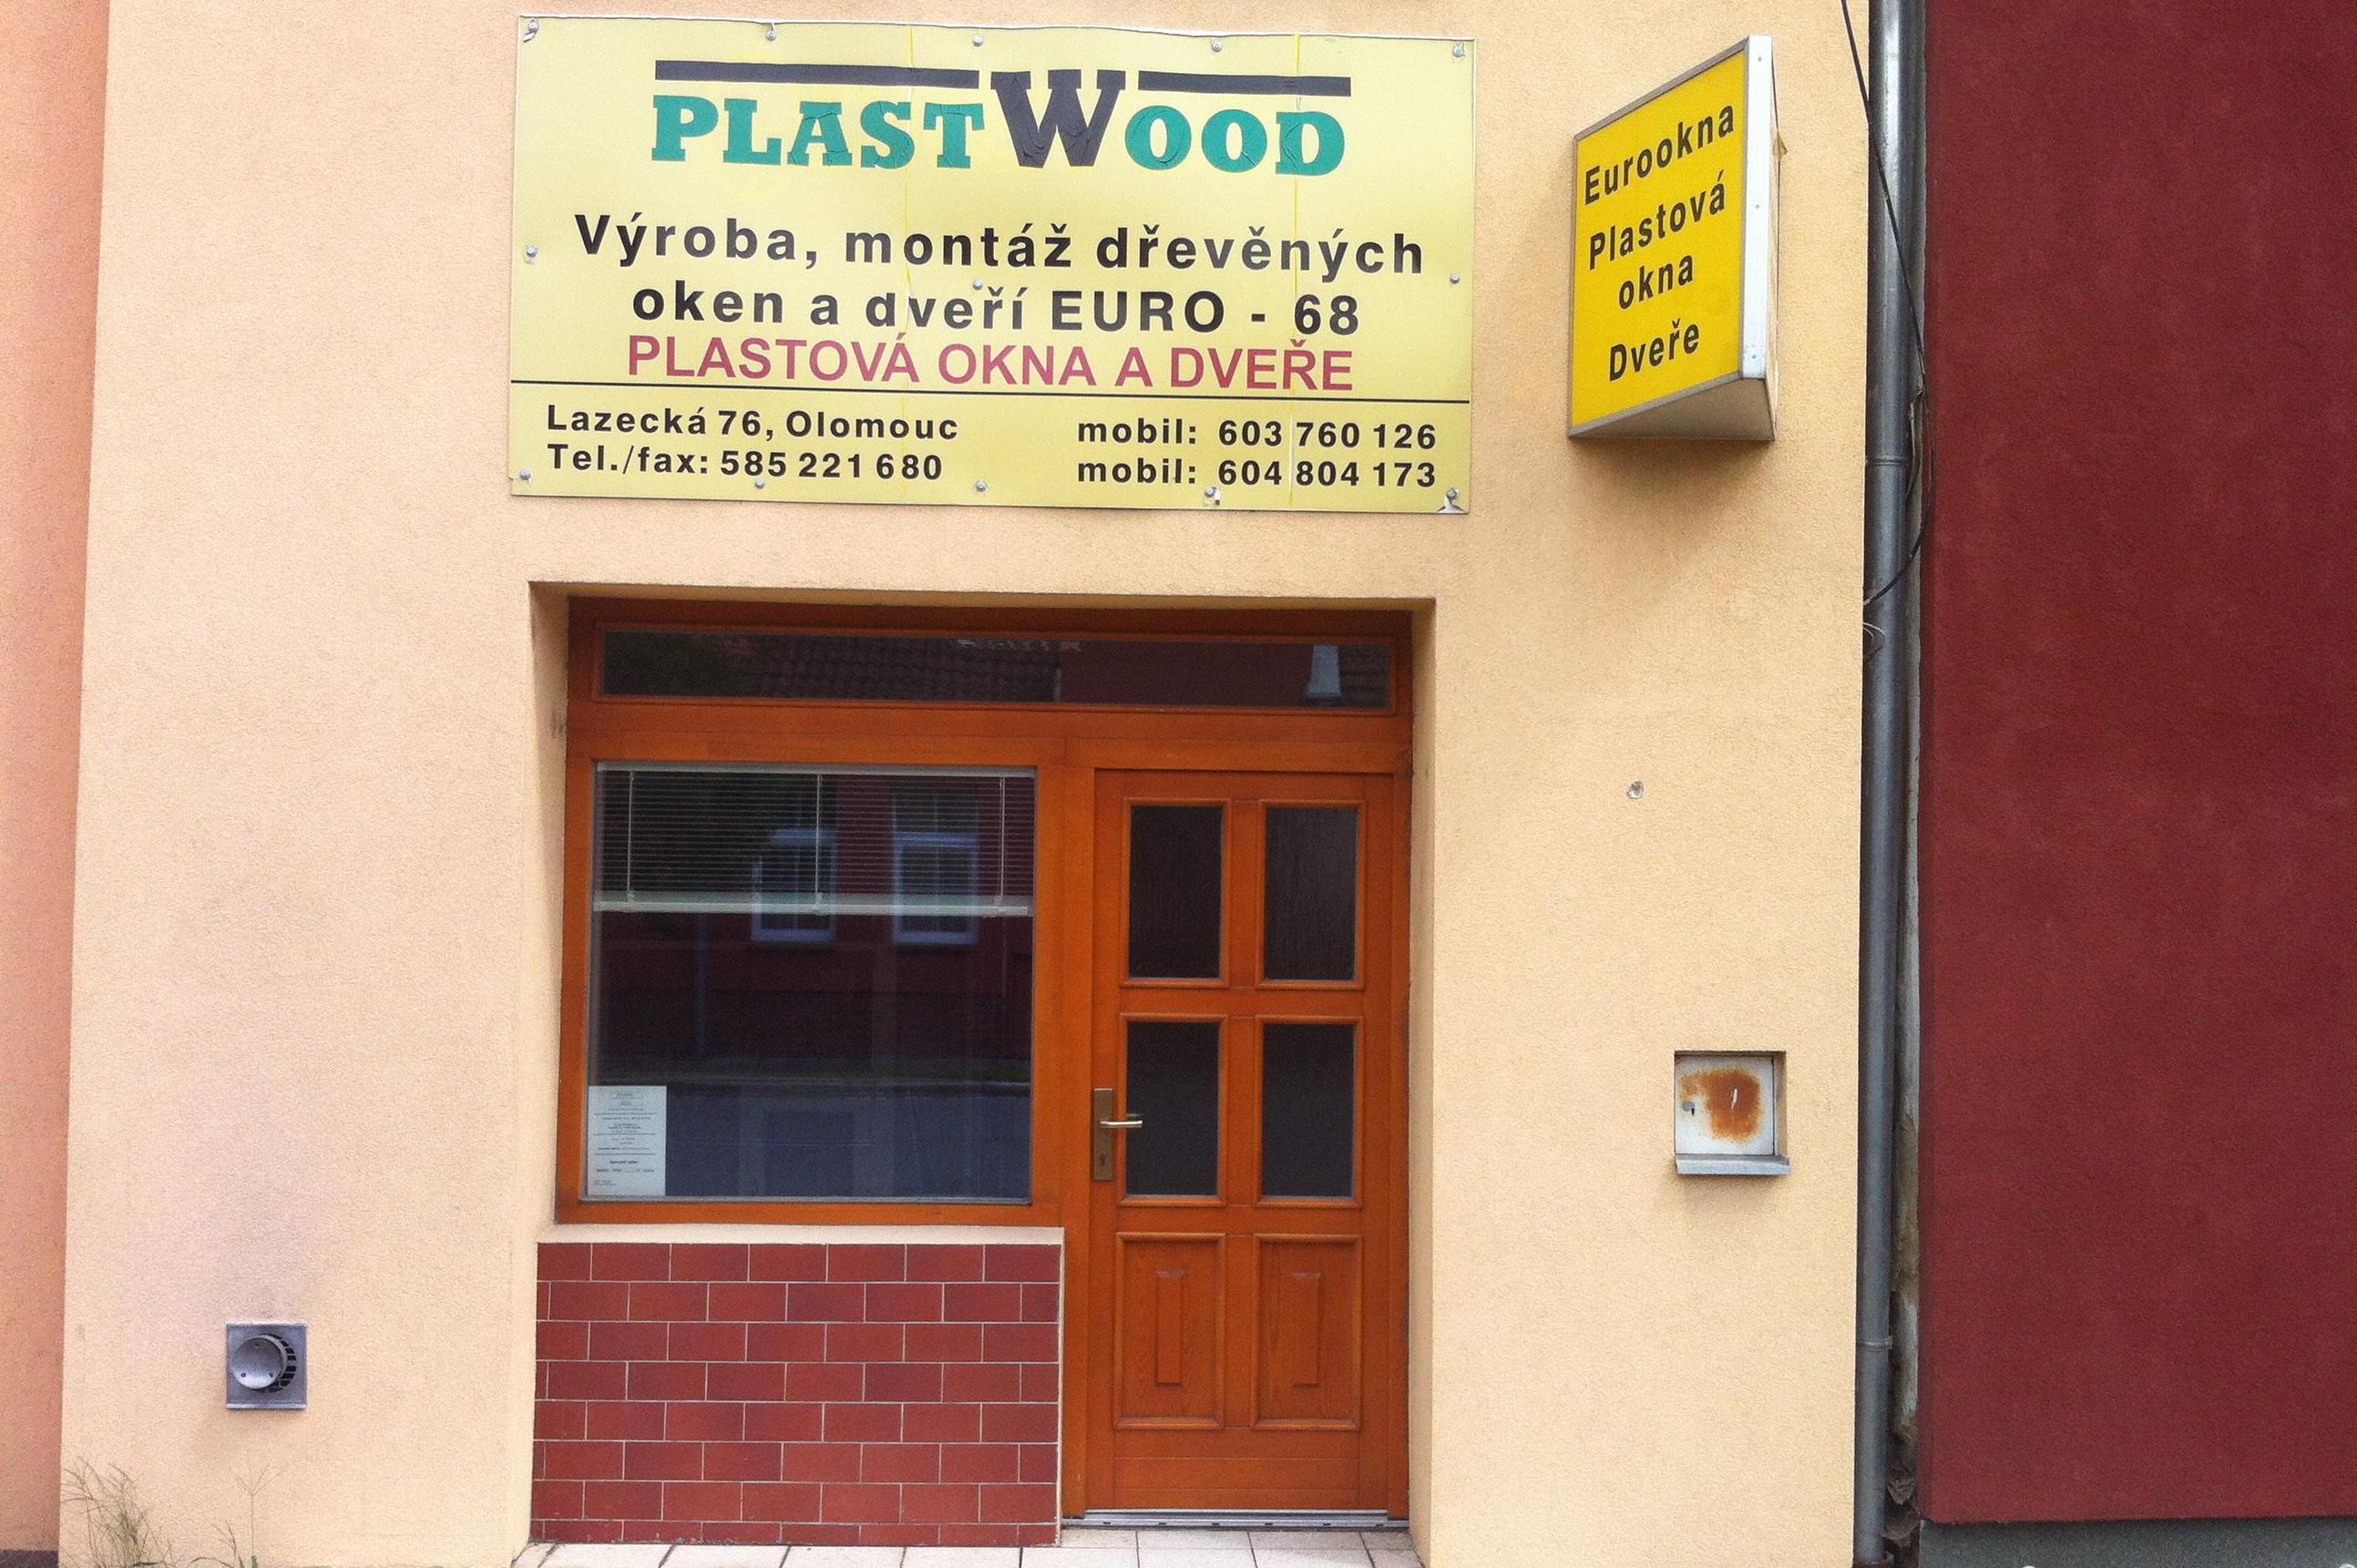 PLASTWOOD
Výroba, montáž dřevěných
oken a dveří EURO - 68
PLASTOVÁ OKNA A DVEŘE
Lazecká 76, Olomouc
Tel./fax: 585 221 680
mobil: 603 760 126
mobil: 604 804 173
Eurookna
Plastová
okna
Dveře